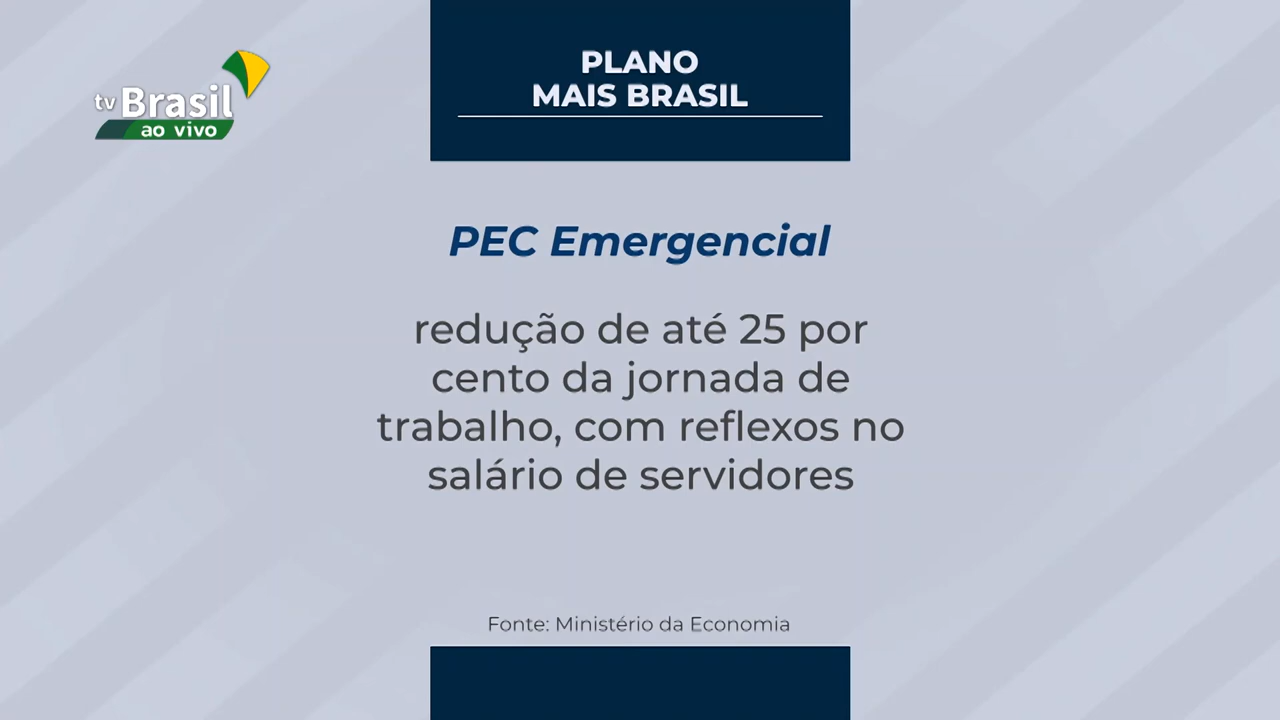 tv Brasil
ao vivo
PLANO
MAIS BRASIL
PEC Emergencial
redução de até 25 por
cento da jornada de
trabalho, com reflexos no
salário de servidores
Fonte: Ministério da Economia